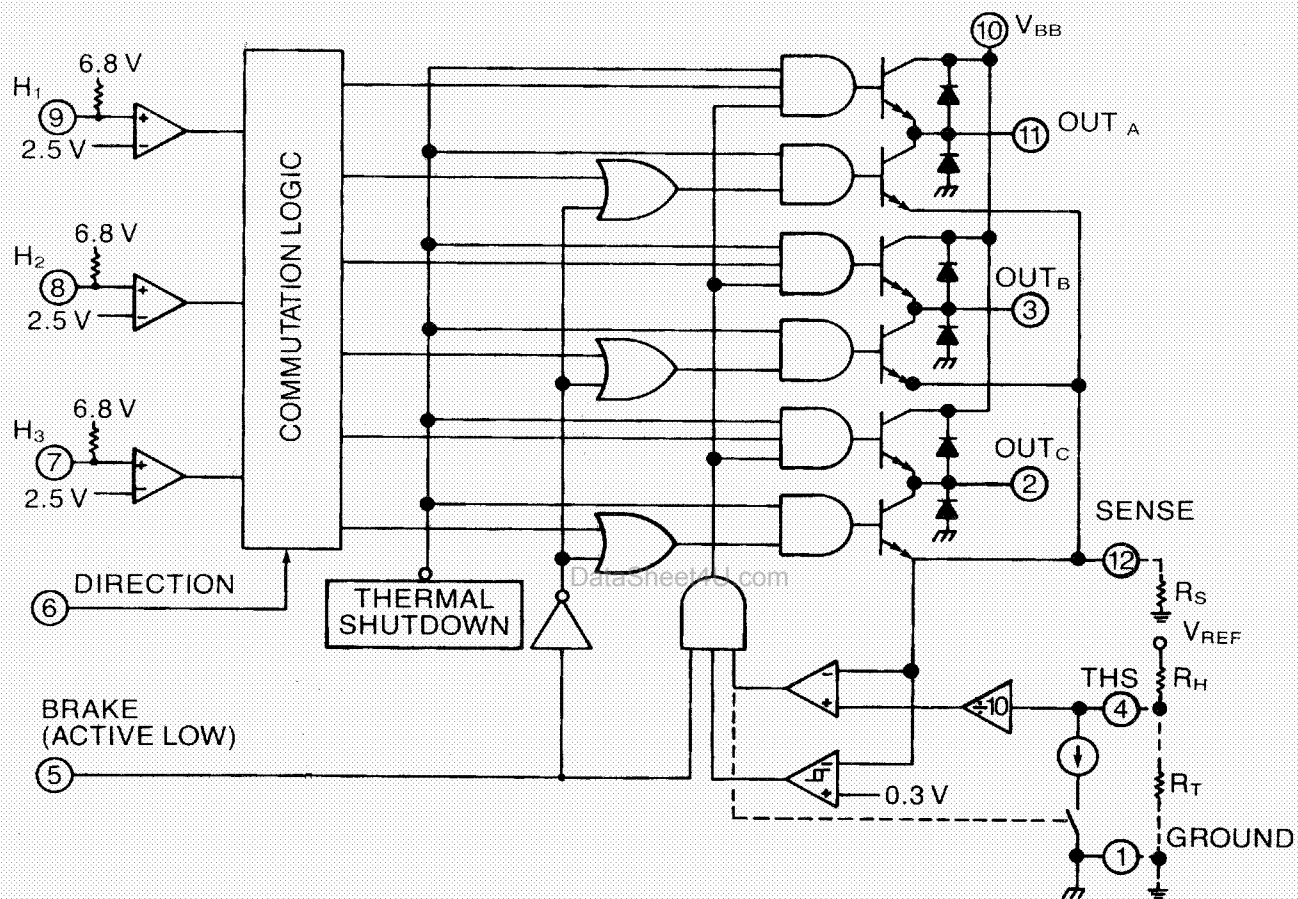 10 VBB
6.8 V
H1
9
+
2.5 V
−
11 OUT A
COMMUTATION LOGIC
6.8 V
H2
8
+
2.5 V
−
OUTB
3
6.8 V
H3
7
+
2.5 V
−
OUTC
2
SENSE
12
DataSheet4U.com
DIRECTION
6
THERMAL
SHUTDOWN
RS
VREF
RH
THS
4
÷10
−
+
BRAKE
(ACTIVE LOW)
5
−
+
0.3 V
RT
GROUND
1